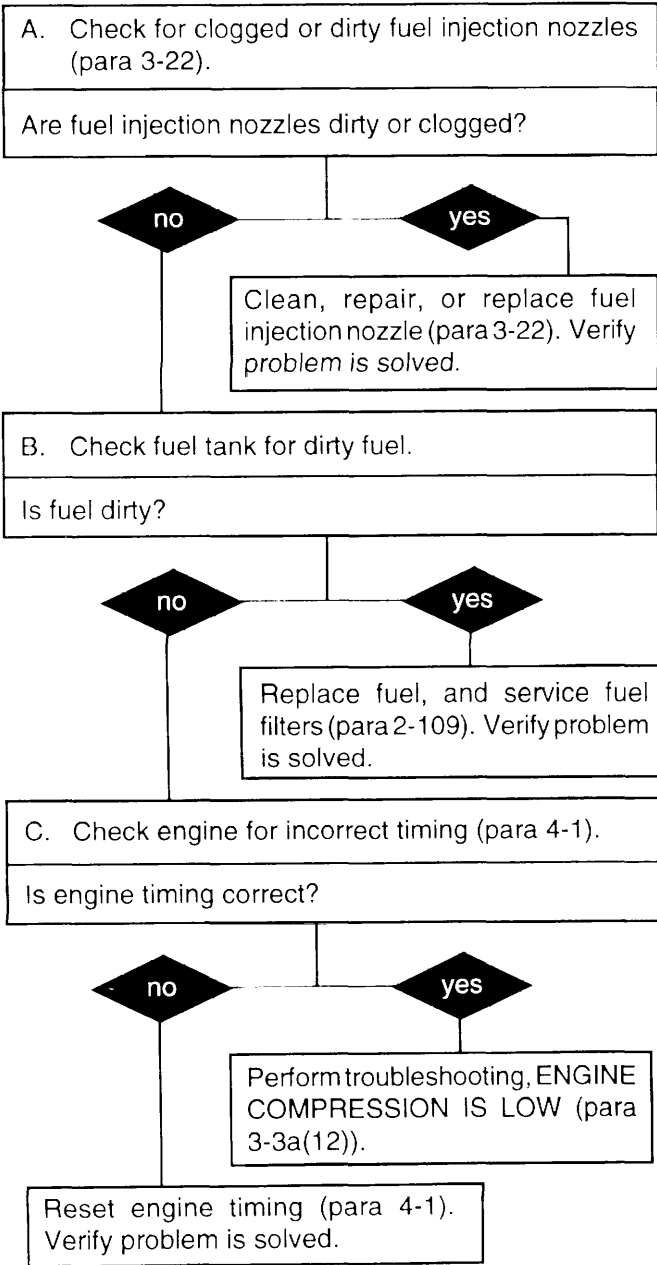 A. Check for clogged or dirty fuel injection nozzles
(para 3-22).
Are fuel injection nozzles dirty or clogged?
no
yes
Clean, repair, or replace fuel
injection nozzle (para 3-22). Verify
problem is solved.
B. Check fuel tank for dirty fuel.
Is fuel dirty?
no
yes
Replace fuel, and service fuel
filters (para 2-109). Verify problem
is solved.
C. Check engine for incorrect timing (para 4-1).
Is engine timing correct?
no
yes
Perform troubleshooting, ENGINE
COMPRESSION IS LOW (para
3-3a(12)).
Reset engine timing (para 4-1).
Verify problem is solved.